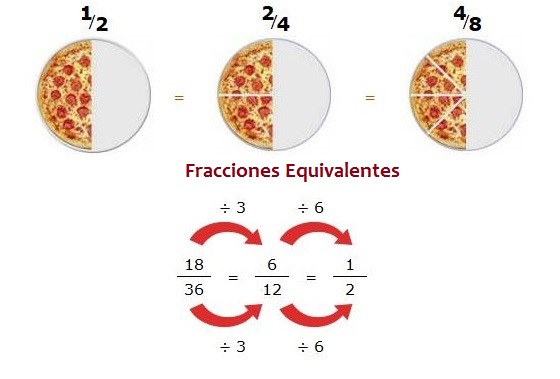 1/2 2/4 4/8
= =
Fracciones Equivalentes
÷ 3 ÷ 6
18/36 = 6/12 = 1/2
÷ 3 ÷ 6